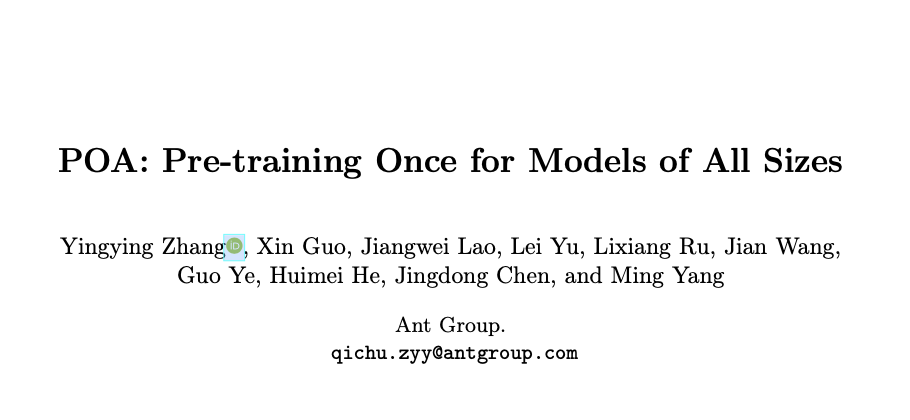 POA: Pre-training Once for Models of All Sizes
Yingying Zhang, Xin Guo, Jiangwei Lao, Lei Yu, Lixiang Ru, Jian Wang,
Guo Ye, Huimei He, Jingdong Chen, and Ming Yang
Ant Group.
qichu.zyy@antgroup.com